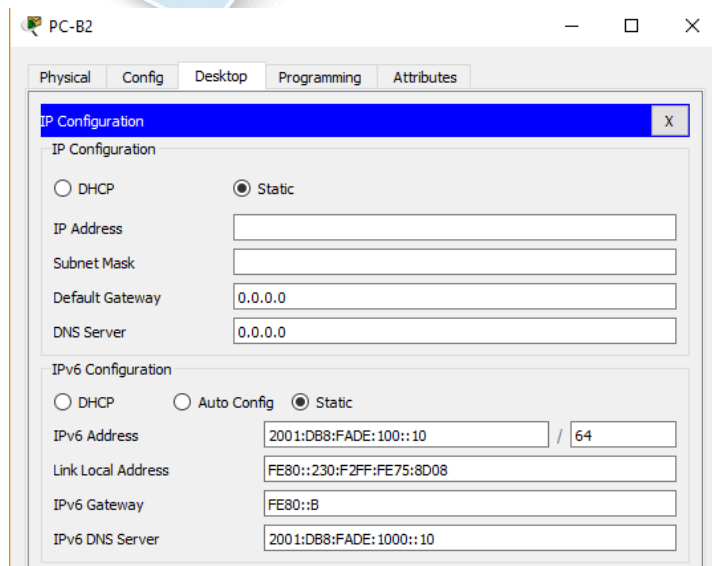 PC-B2
Physical Config Desktop Programming Attributes
IP Configuration X
IP Configuration
DHCP Static
IP Address
Subnet Mask
Default Gateway 0.0.0.0
DNS Server 0.0.0.0
IPv6 Configuration
DHCP Auto Config Static
IPv6 Address 2001:DB8:FADE:100::10 / 64
Link Local Address FE80::230:F2FF:FE75:8D08
IPv6 Gateway FE80::B
IPv6 DNS Server 2001:DB8:FADE:1000::10